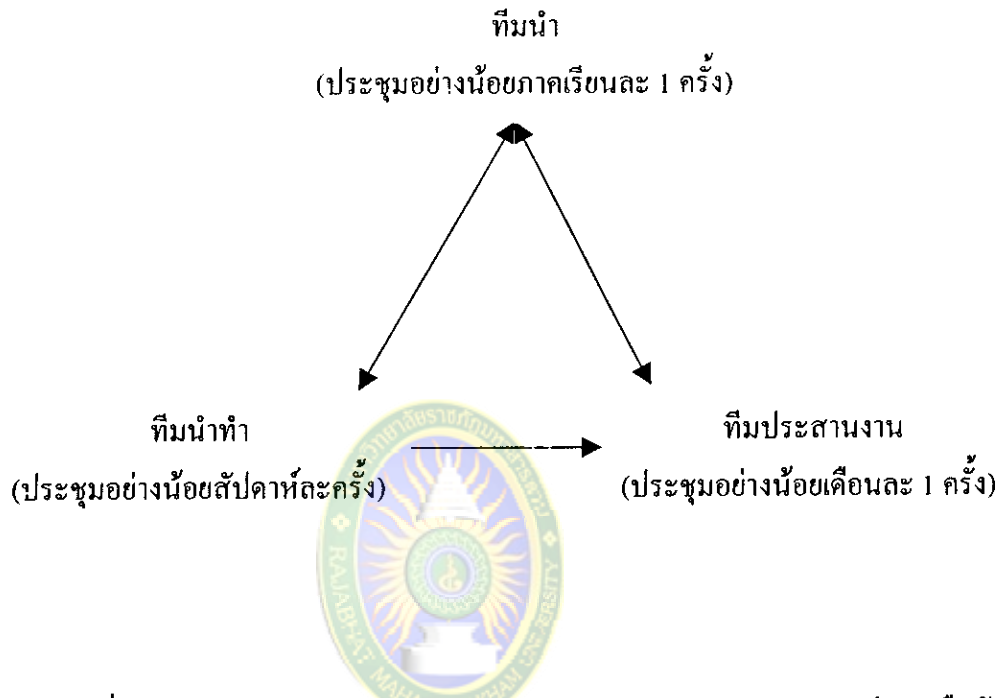 ทีมนำ
(ประชุมอย่างน้อยภาคเรียนละ 1 ครั้ง)
ทีมนำทำ
(ประชุมอย่างน้อยสัปดาห์ละครั้ง)
ทีมประสานงาน
(ประชุมอย่างน้อยเดือนละ 1 ครั้ง)
RAJABHAT MAHA